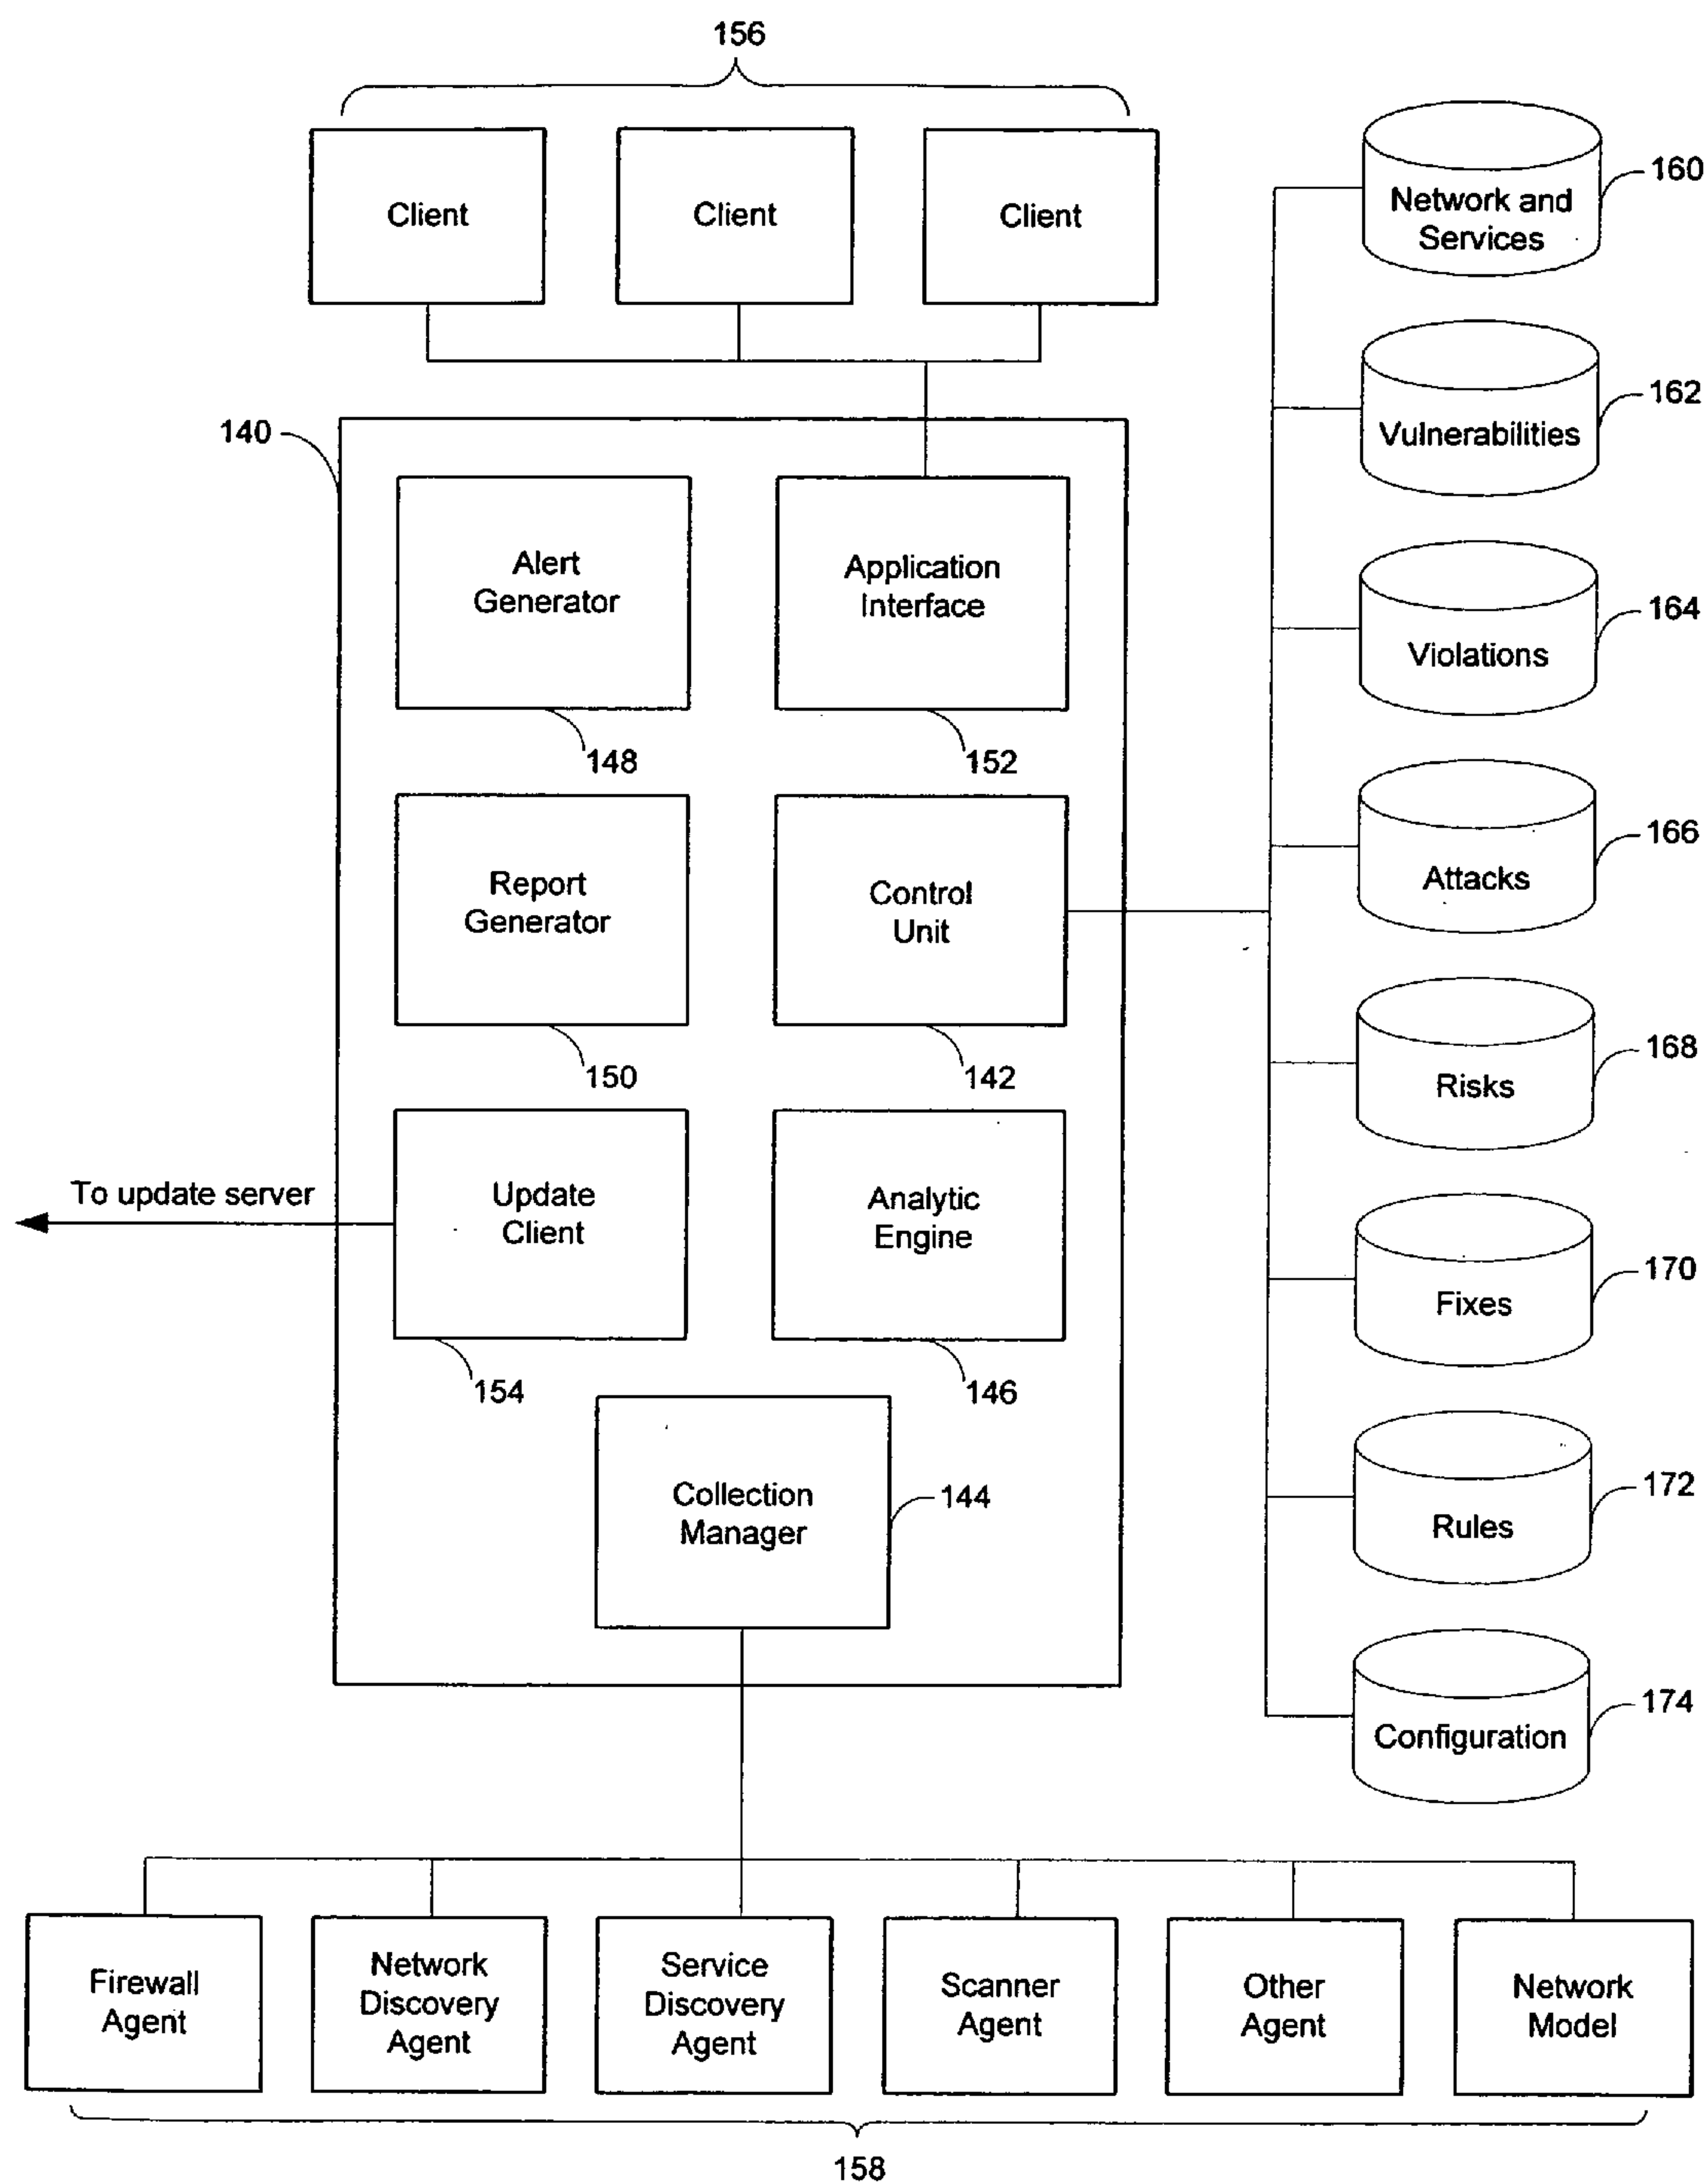 156
Client
Client
Client
160
Network and
Services
162
Vulnerabilities
140
Alert
Generator
148
Application
Interface
152
164
Violations
Report
Generator
150
Control
Unit
142
166
Attacks
168
Risks
To update server
Update
Client
154
Analytic
Engine
146
170
Fixes
Collection
Manager
144
172
Rules
174
Configuration
Firewall
Agent
Network
Discovery
Agent
Service
Discovery
Agent
Scanner
Agent
Other
Agent
Network
Model
158